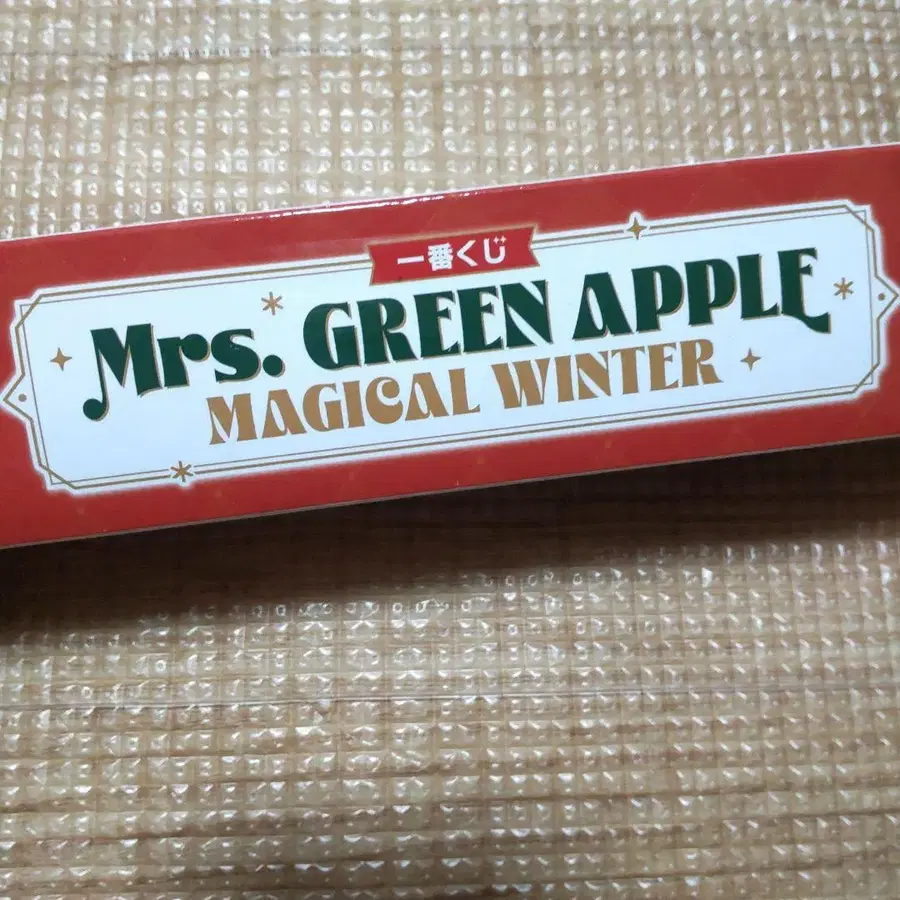 一番くじ
Mrs. GREEN APPLE
MAGICAL WINTER